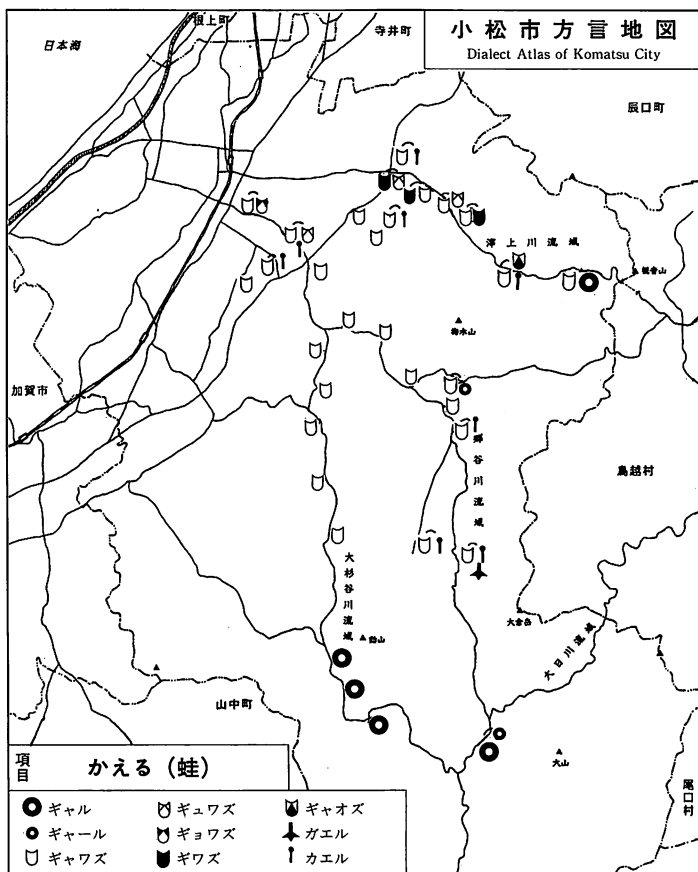 小松市方言地図
Dialect Atlas of Komatsu City
日本海
根上町
寺井町
辰口町
滓上川流域
観音山
加賀市
郷谷川流域
鳥越村
大杉谷川流域
大倉岳
大日川流域
山中町
大山
尾口村
項目
かえる（蛙）
ギャル
ギャール
ギャワズ
ギュワズ
ギョワズ
ギワズ
ギャオズ
ガエル
カエル